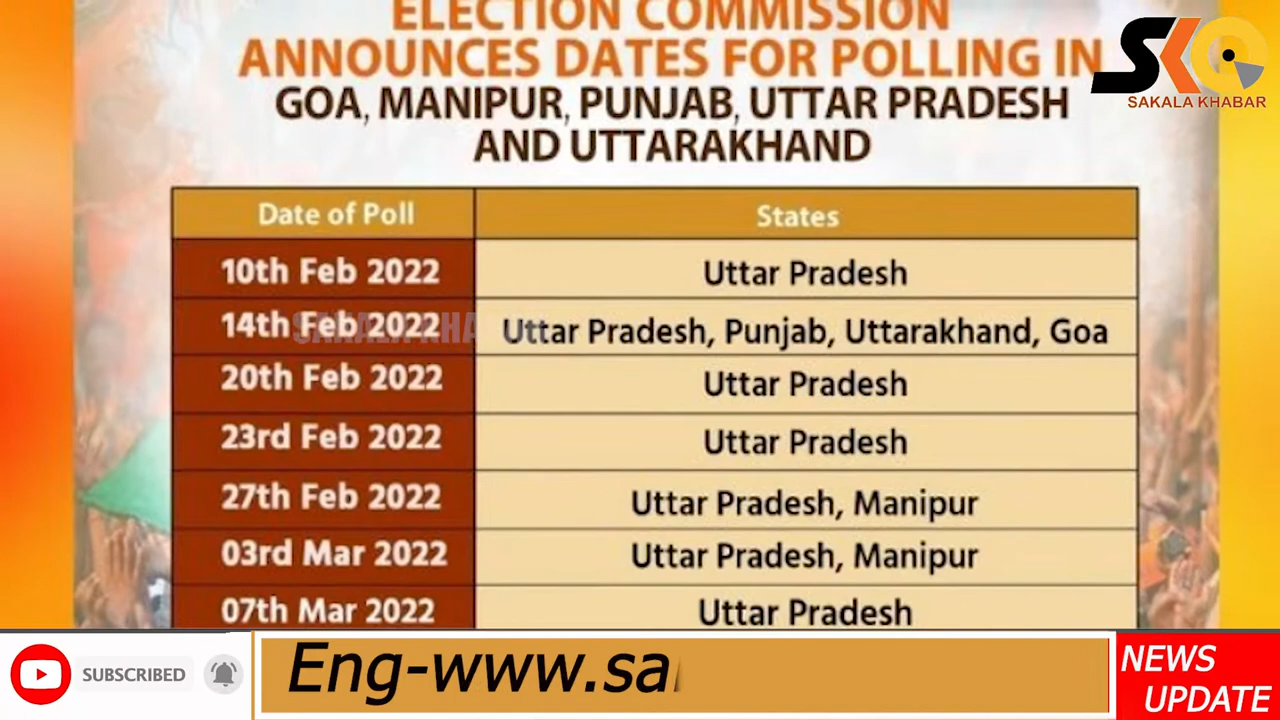 ELECTION COMMISSION
ANNOUNCES DATES FOR POLLING IN
GOA, MANIPUR, PUNJAB, UTTAR PRADESH
AND UTTARAKHAND
SKQ
SAKALA KHABAR
Date of Poll States
10th Feb 2022 Uttar Pradesh
14th Feb 2022 Uttar Pradesh, Punjab, Uttarakhand, Goa
20th Feb 2022 Uttar Pradesh
23rd Feb 2022 Uttar Pradesh
27th Feb 2022 Uttar Pradesh, Manipur
03rd Mar 2022 Uttar Pradesh, Manipur
07th Mar 2022 Uttar Pradesh
SUBSCRIBED
Eng-www.sa
NEWS
UPDATE